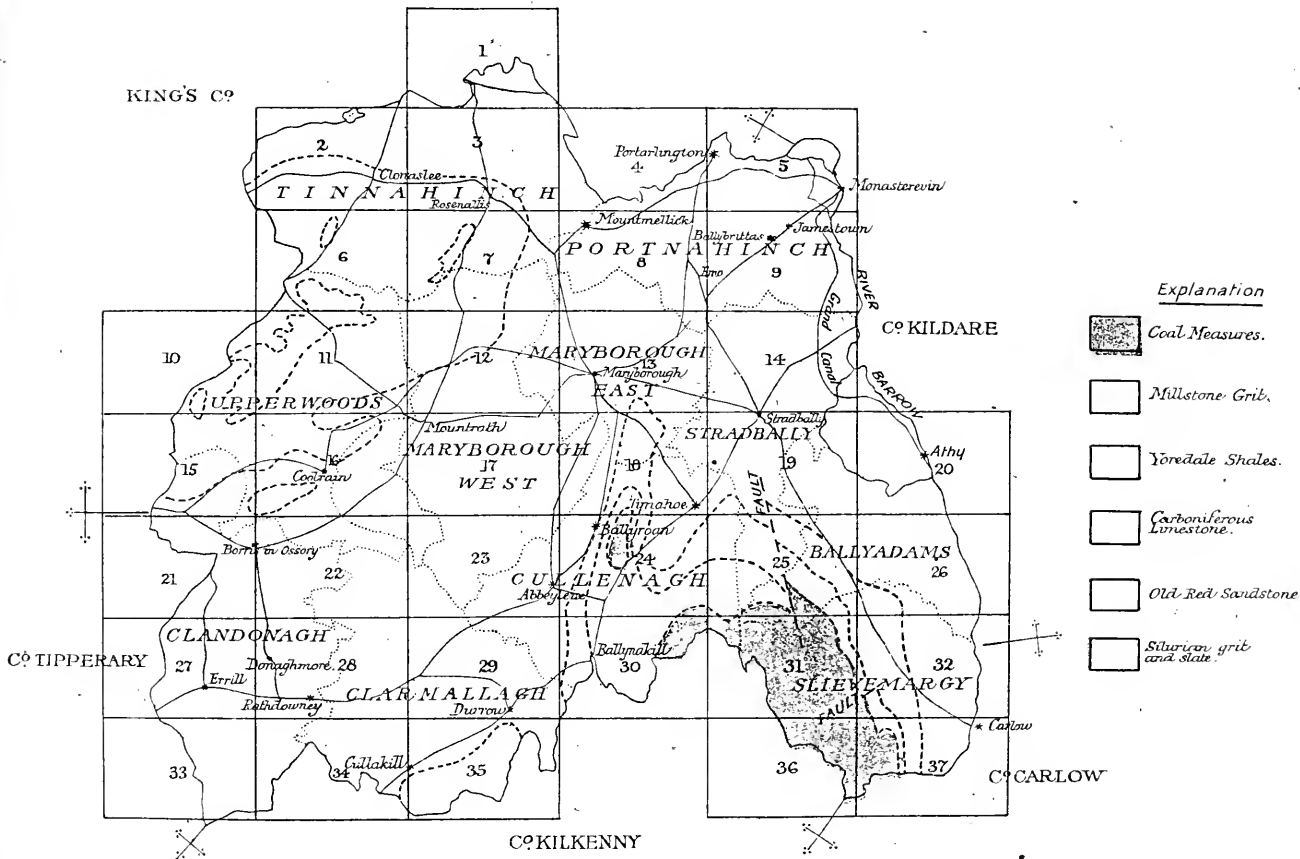 1
KING'S Co
2
3
Portarlington
4
5
Clonaslee
Monasterevin
TINNAHINCH
Rosenallis
Mountmellick
Jamestown
Ballybrittas
PORTNAHINCH
6
7
8
Emo
9
RIVER
BARROW
Grand Canal
Co KILDARE
10
11
12
MARYBOROUGH EAST
13
14
Maryborough
UPPERWOODS
Stradbally
Mountrath
STRADBALLY
MARYBOROUGH WEST
15
16
17
18
19
Athy
20
Coolrain
FAULT
Timahoe
Ballyroan
Borris in Ossory
21
22
23
24
25
BALLYADAMS
26
CULLENAGH
Abbeyleix
CLANDONAGH
Co TIPPERARY
27
Donaghmore
28
29
Ballynakill
30
31
32
Errill
SLIEVEMARGY
CLARMALLAGH
Rathdowney
Durrow
FAULT
Carlow
Cullakill
33
34
35
36
37
Co CARLOW
Co KILKENNY
Explanation
Coal Measures.
Millstone Grit.
Yoredale Shales.
Carboniferous
Limestone.
Old Red Sandstone
Silurian grit
and slate.